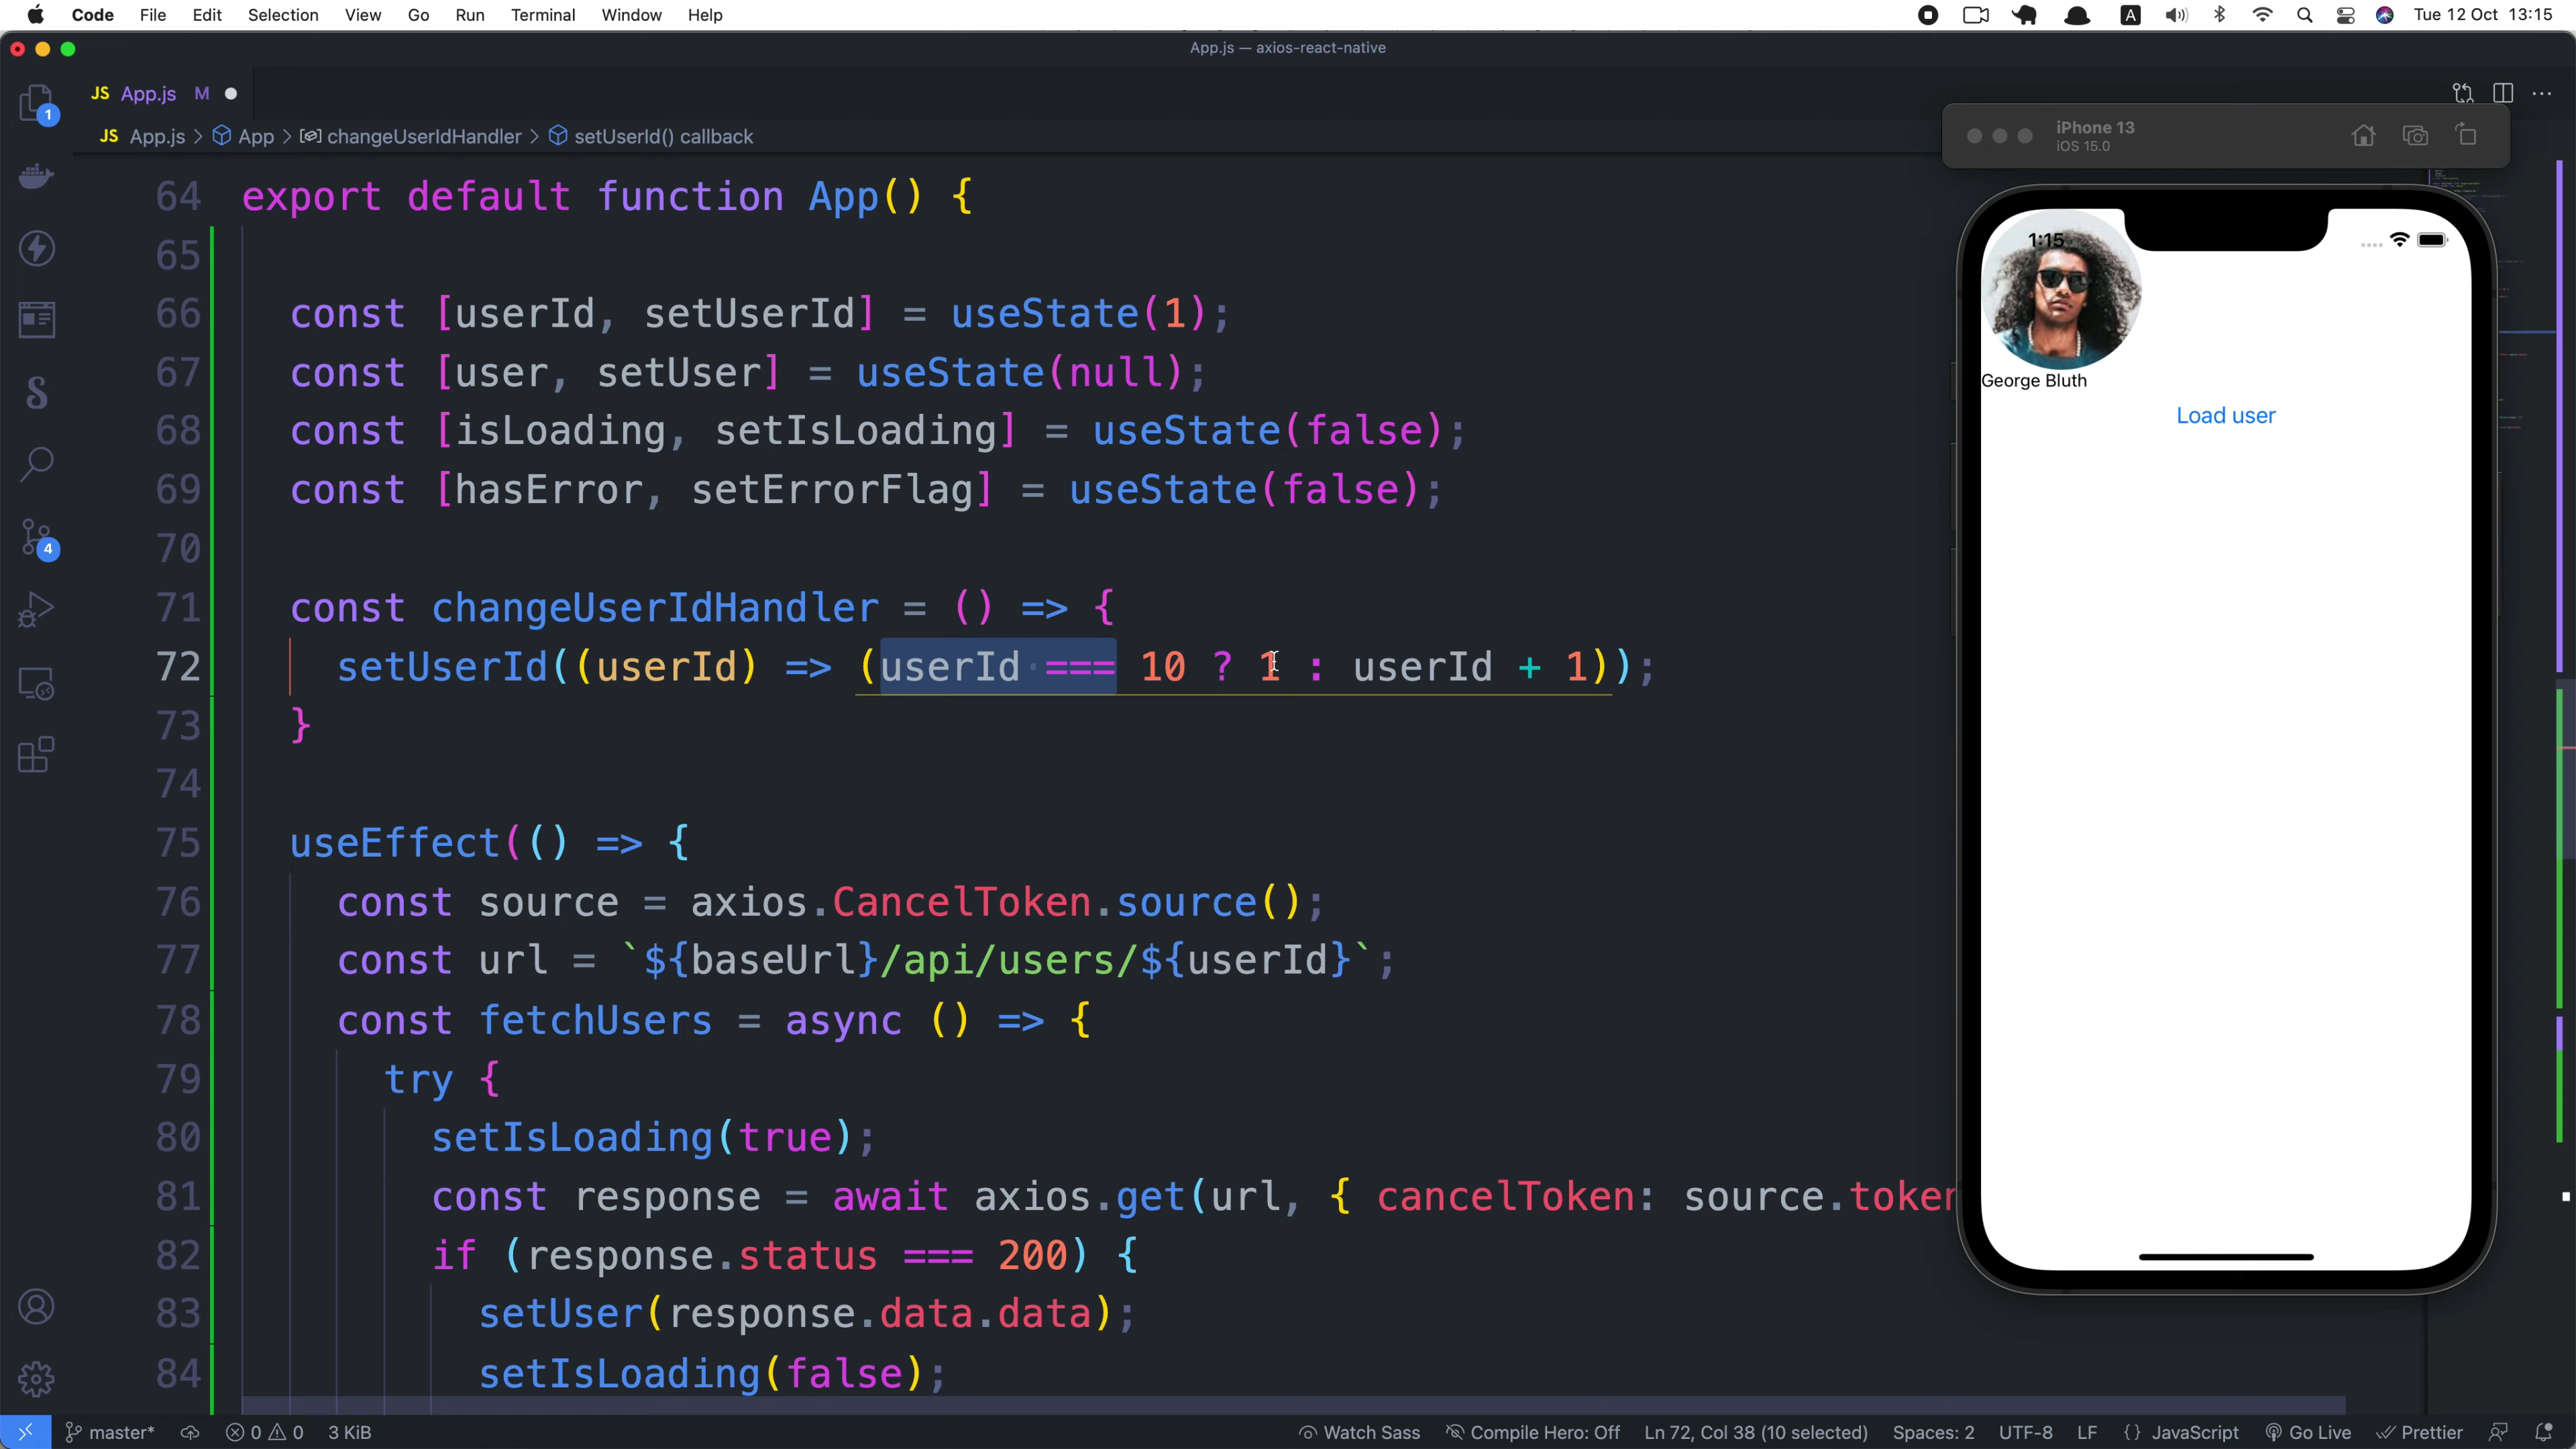 Code File Edit Selection View Go Run Terminal Window Help A Tue 12 Oct 13:15
App.js — axios-react-native
JS App.js M
JS App.js > App > changeUserIdHandler > setUserId() callback
64 export default function App() {
65
66 const [userId, setUserId] = useState(1);
67 const [user, setUser] = useState(null);
68 const [isLoading, setIsLoading] = useState(false);
69 const [hasError, setErrorFlag] = useState(false);
70
71 const changeUserIdHandler = () => {
72 setUserId((userId) => (userId === 10 ? 1 : userId + 1));
73 }
74
75 useEffect(() => {
76 const source = axios.CancelToken.source();
77 const url = `${baseUrl}/api/users/${userId}`;
78 const fetchUsers = async () => {
79 try {
80 setIsLoading(true);
81 const response = await axios.get(url, { cancelToken: source.token
82 if (response.status === 200) {
83 setUser(response.data.data);
84 setIsLoading(false);
1
4
iPhone 13
iOS 15.0
1:15
George Bluth
Load user
master* 0 0 3 KiB Watch Sass Compile Hero: Off Ln 72, Col 38 (10 selected) Spaces: 2 UTF-8 LF {} JavaScript Go Live Prettier